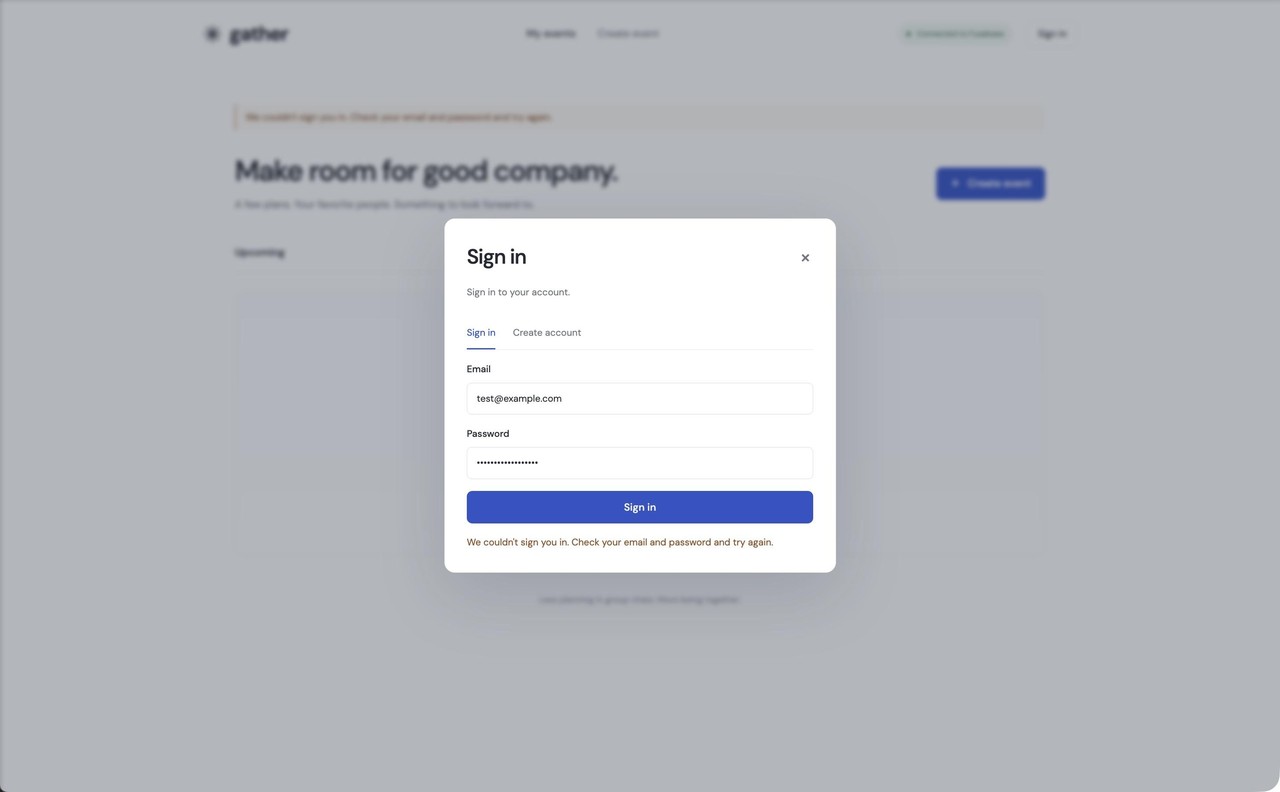 gather
My events
Create event
Connected to
Sign in
We couldn't sign you in. Check your email and password and try again.
Make room for good company.
A few plans. Your favorite people. Something to look forward to.
+ Create event
Upcoming
Sign in
×
Sign in to your account.
Sign in
Create account
Email
test@example.com
Password
••••••••••••••••••
Sign in
We couldn't sign you in. Check your email and password and try again.